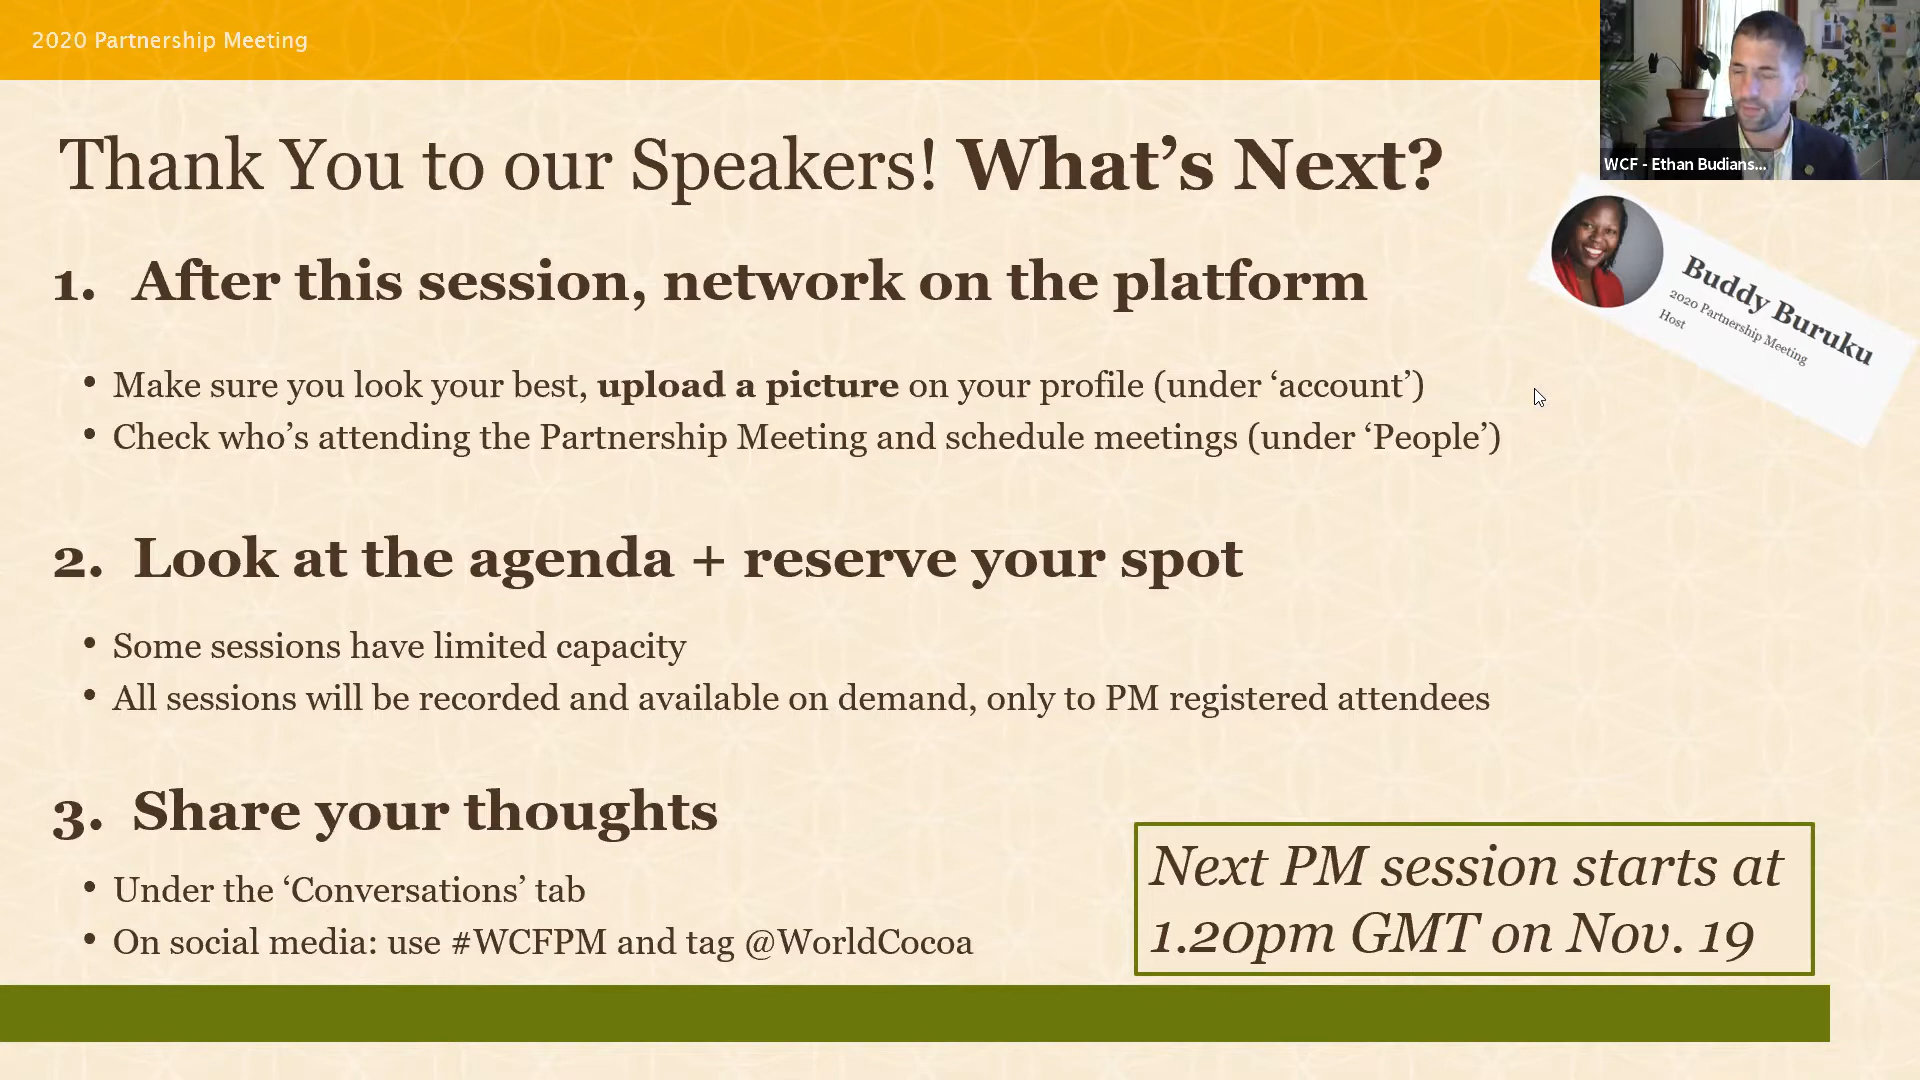 2020 Partnership Meeting
WCF - Ethan Budians...
Thank You to our Speakers! What’s Next?
Buddy Buruku
2020 Partnership Meeting
Host
1. After this session, network on the platform
• Make sure you look your best, upload a picture on your profile (under ‘account’)
• Check who’s attending the Partnership Meeting and schedule meetings (under ‘People’)
2. Look at the agenda + reserve your spot
• Some sessions have limited capacity
• All sessions will be recorded and available on demand, only to PM registered attendees
3. Share your thoughts
• Under the ‘Conversations’ tab
• On social media: use #WCFPM and tag @WorldCocoa
Next PM session starts at
1.20pm GMT on Nov. 19